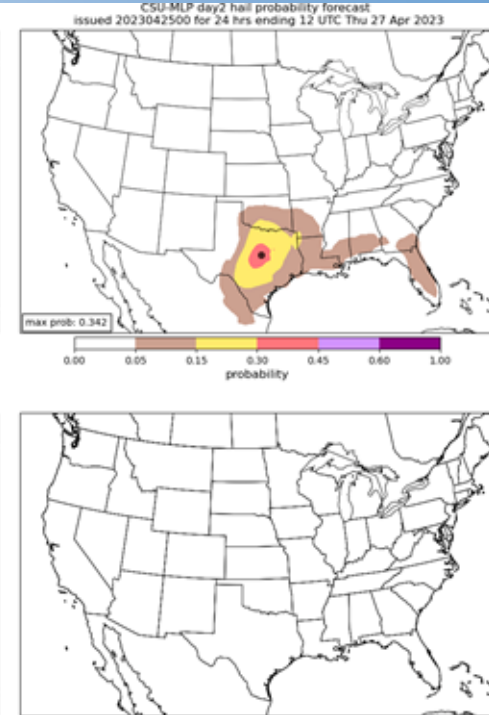 CSU-MLP day2 hail probability forecast
issued 2023042500 for 24 hrs ending 12 UTC Thu 27 Apr 2023
max prob: 0.342
0.00 0.05 0.15 0.30 0.45 0.60 1.00
probability